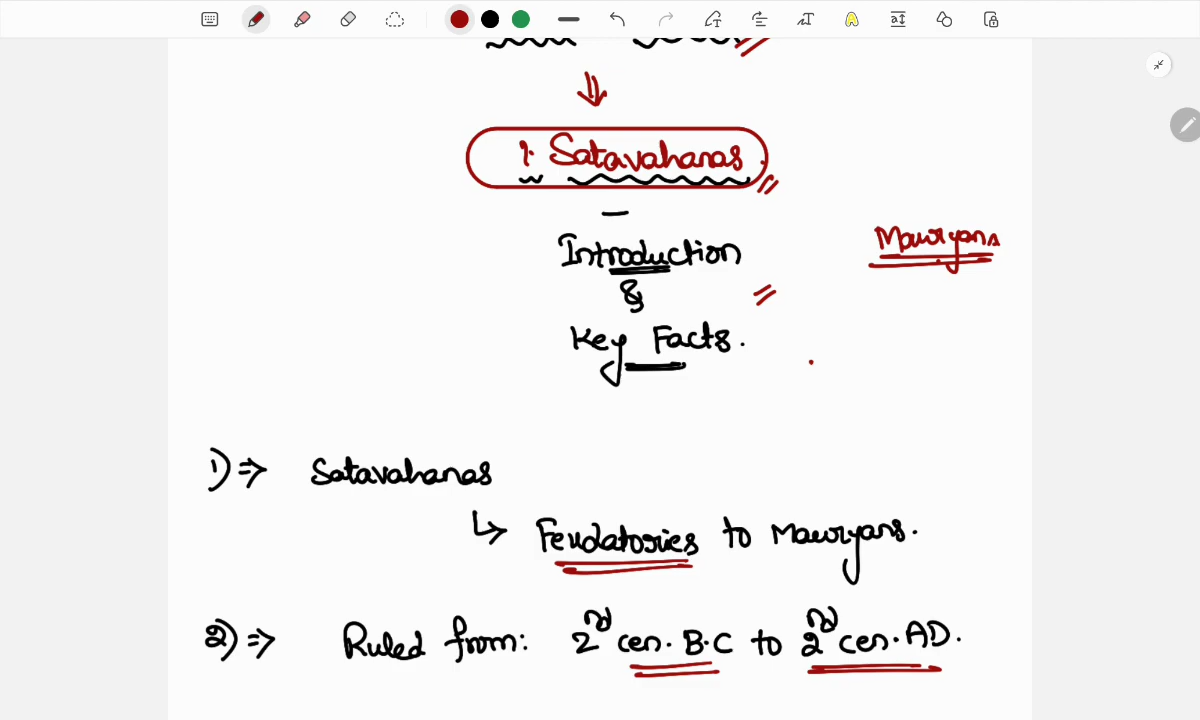 1. Satavahanas.
Introduction
Mauryans
&
Key Facts.
1) ⇒ Satavahanas
↳ Feudatories to Mauryans.
2) ⇒ Ruled from: 2nd cen. B.C to 2nd cen. AD.